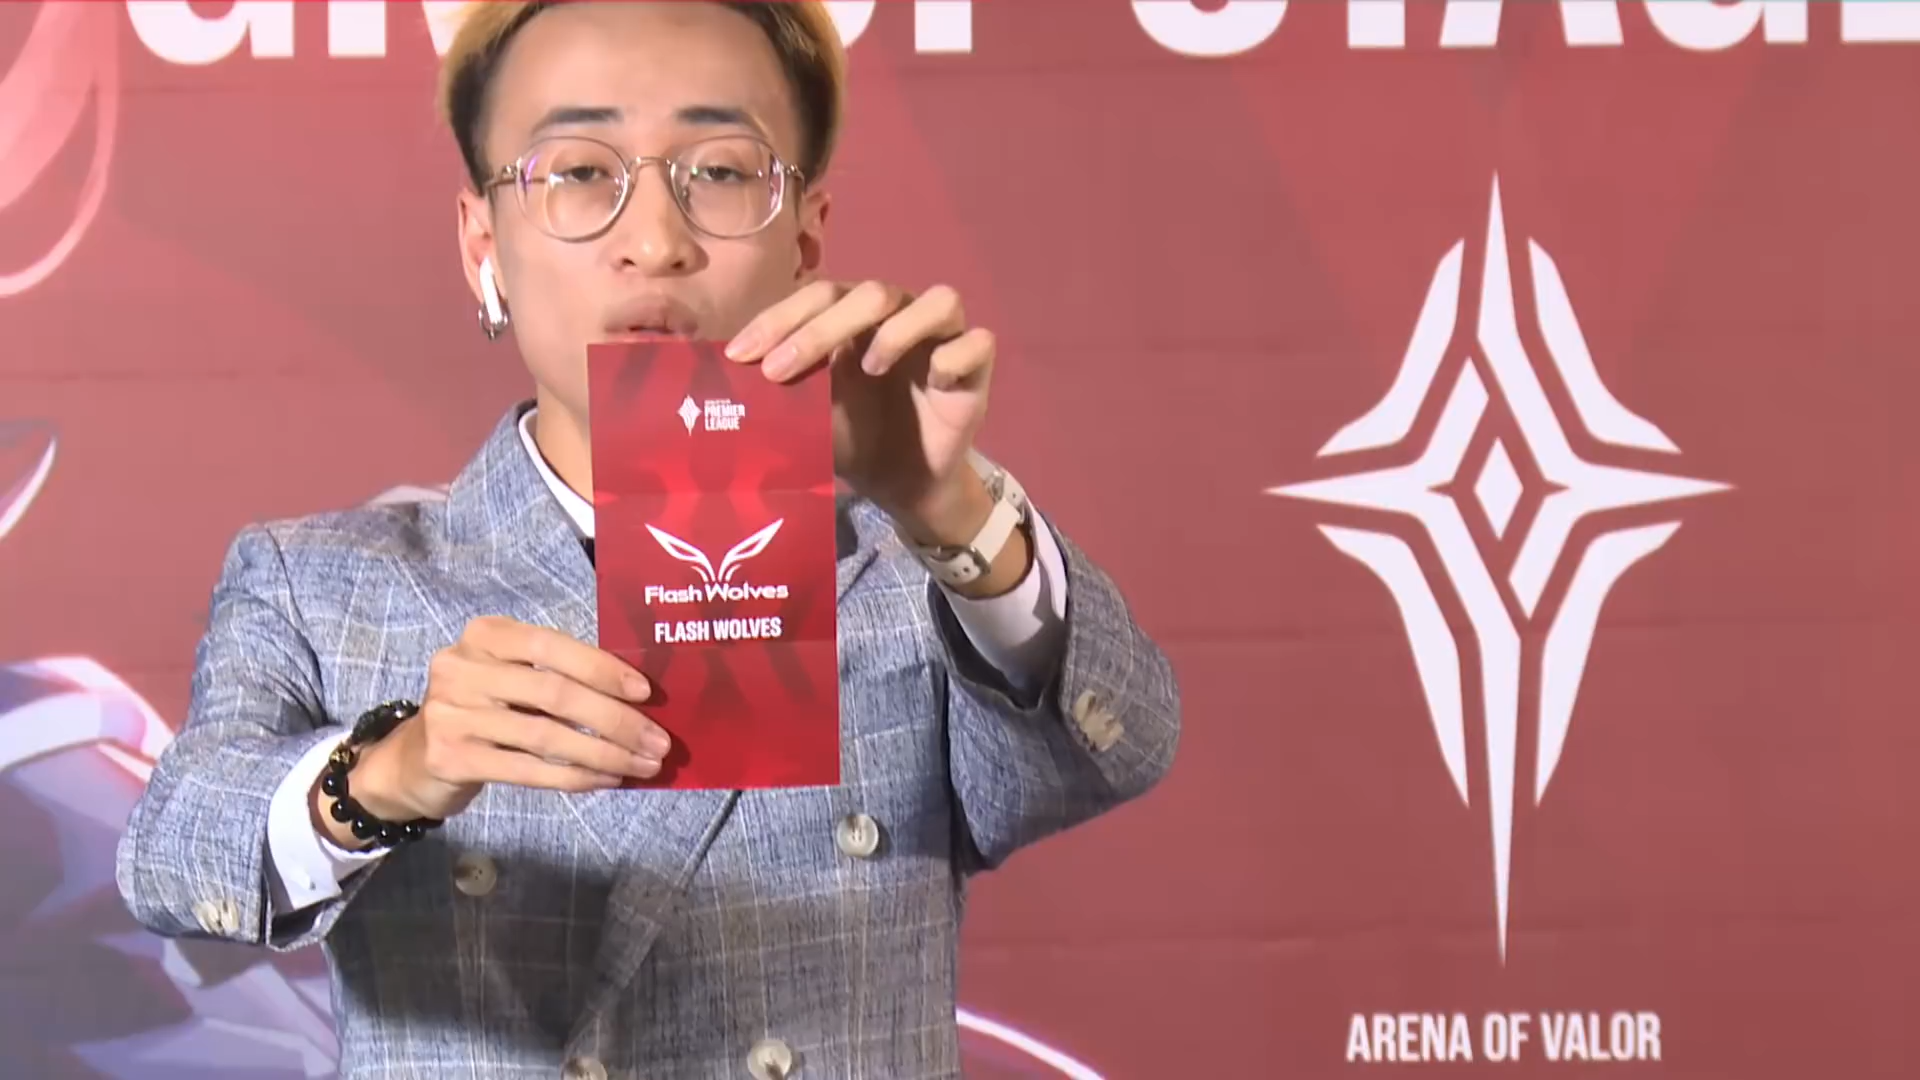 PREMIER
LEAGUE
Flash Wolves
FLASH WOLVES
ARENA OF VALOR